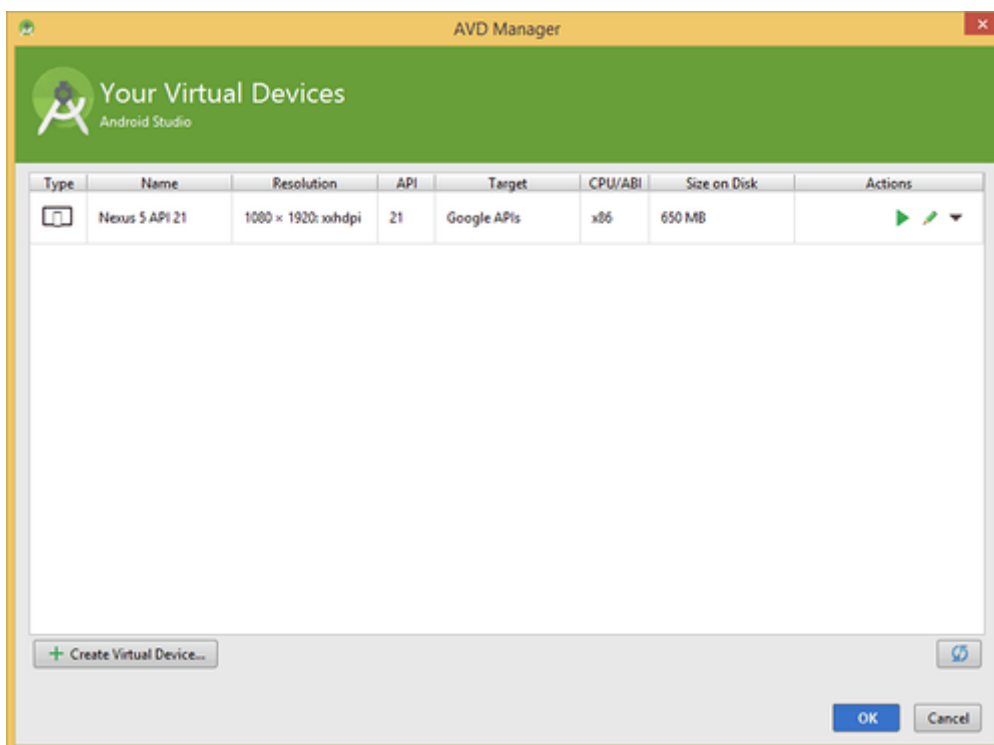 AVD Manager
Your Virtual Devices
Android Studio
Type Name Resolution API Target CPU/ABI Size on Disk Actions
Nexus 5 API 21 1080 × 1920: xxhdpi 21 Google APIs x86 650 MB
Create Virtual Device...
OK Cancel